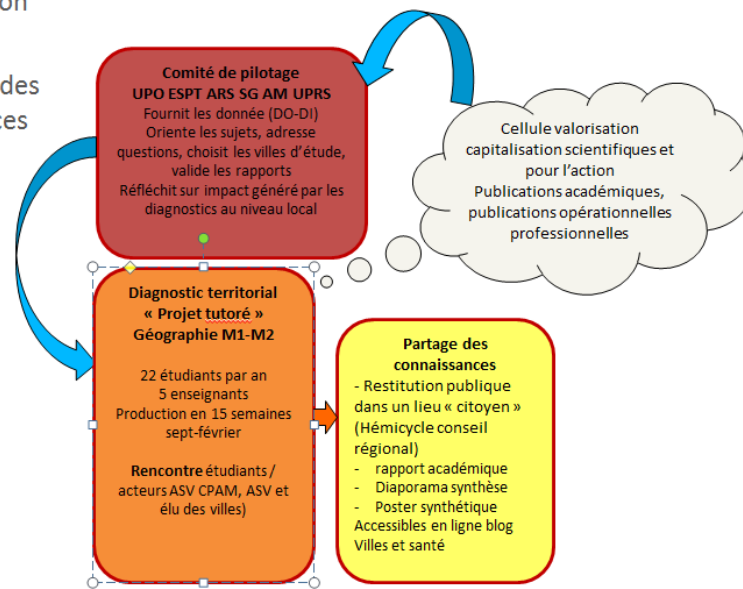 on
des
ces
Comité de pilotage
UPO ESPT ARS SG AM UPRS
Fournit les donnée (DO-DI)
Oriente les sujets, adresse
questions, choisit les villes d'étude,
valide les rapports
Réfléchit sur impact généré par les
diagnostics au niveau local
Cellule valorisation
capitalisation scientifiques et
pour l'action
Publications académiques,
publications opérationnelles
professionnelles
Diagnostic territorial
« Projet tutoré »
Géographie M1-M2
22 étudiants par an
5 enseignants
Production en 15 semaines
sept-février
Rencontre étudiants /
acteurs ASV CPAM, ASV et
élu des villes)
Partage des
connaissances
- Restitution publique
dans un lieu « citoyen »
(Hémicycle conseil
régional)
- rapport académique
- Diaporama synthèse
- Poster synthétique
Accessibles en ligne blog
Villes et santé